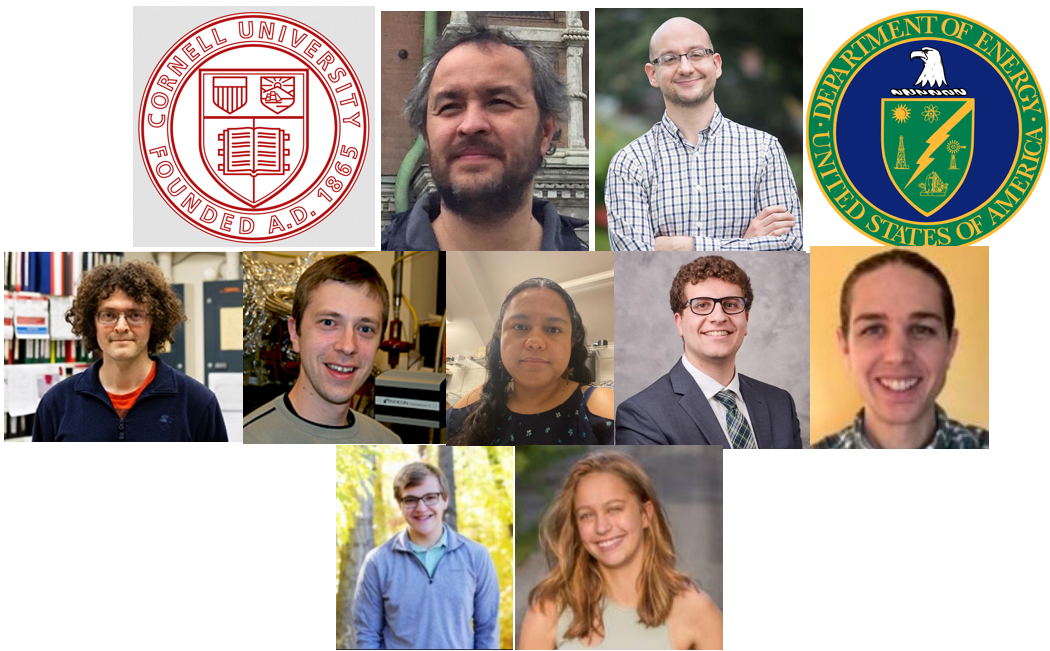 CORNELL UNIVERSITY
FOUNDED A.D. 1865
· DEPARTMENT OF ENERGY ·
UNITED STATES OF AMERICA